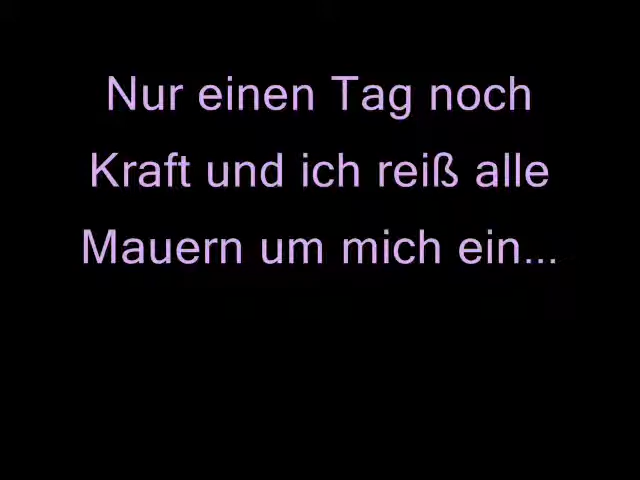 Nur einen Tag noch
Kraft und ich reiß alle
Mauern um mich ein...